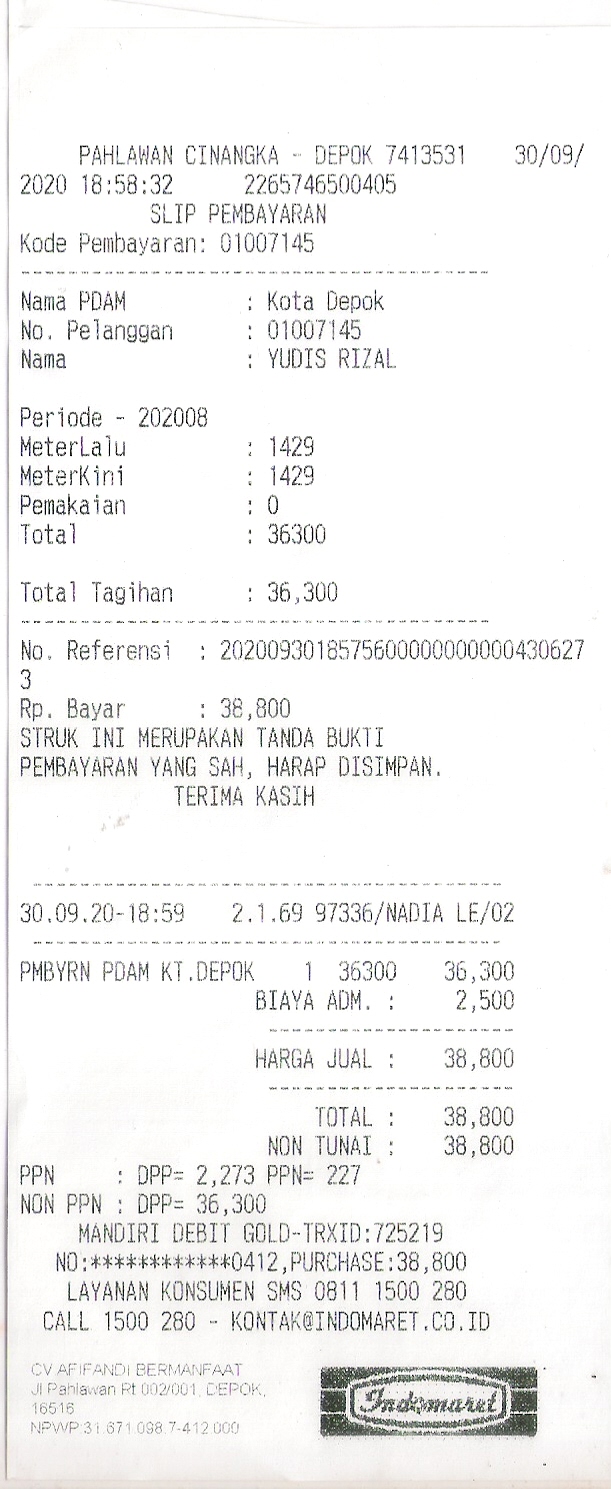 PAHLAWAN CINANGKA - DEPOK 7413531 30/09/
2020 18:58:32 2265746500405
SLIP PEMBAYARAN
Kode Pembayaran: 01007145
Nama PDAM : Kota Depok
No. Pelanggan : 01007145
Nama : YUDIS RIZAL
Periode - 202008
MeterLalu : 1429
MeterKini : 1429
Pemakaian : 0
Total : 36300
Total Tagihan : 36,300
No. Referensi : 2020093018575600000000000430627
3
Rp. Bayar : 38,800
STRUK INI MERUPAKAN TANDA BUKTI
PEMBAYARAN YANG SAH, HARAP DISIMPAN.
TERIMA KASIH
30.09.20-18:59 2.1.69 97336/NADIA LE/02
PMBYRN PDAM KT.DEPOK 1 36300 36,300
BIAYA ADM. : 2,500
HARGA JUAL : 38,800
TOTAL : 38,800
NON TUNAI : 38,800
PPN : DPP= 2,273 PPN= 227
NON PPN : DPP= 36,300
MANDIRI DEBIT GOLD-TRXID:725219
NO:************0412,PURCHASE:38,800
LAYANAN KONSUMEN SMS 0811 1500 280
CALL 1500 280 - KONTAK@INDOMARET.CO.ID
CV AFIFANDI BERMANFAAT
Jl Pahlawan Rt 002/001, DEPOK,
16516
NPWP:31.671.098.7-412.000
Indomaret